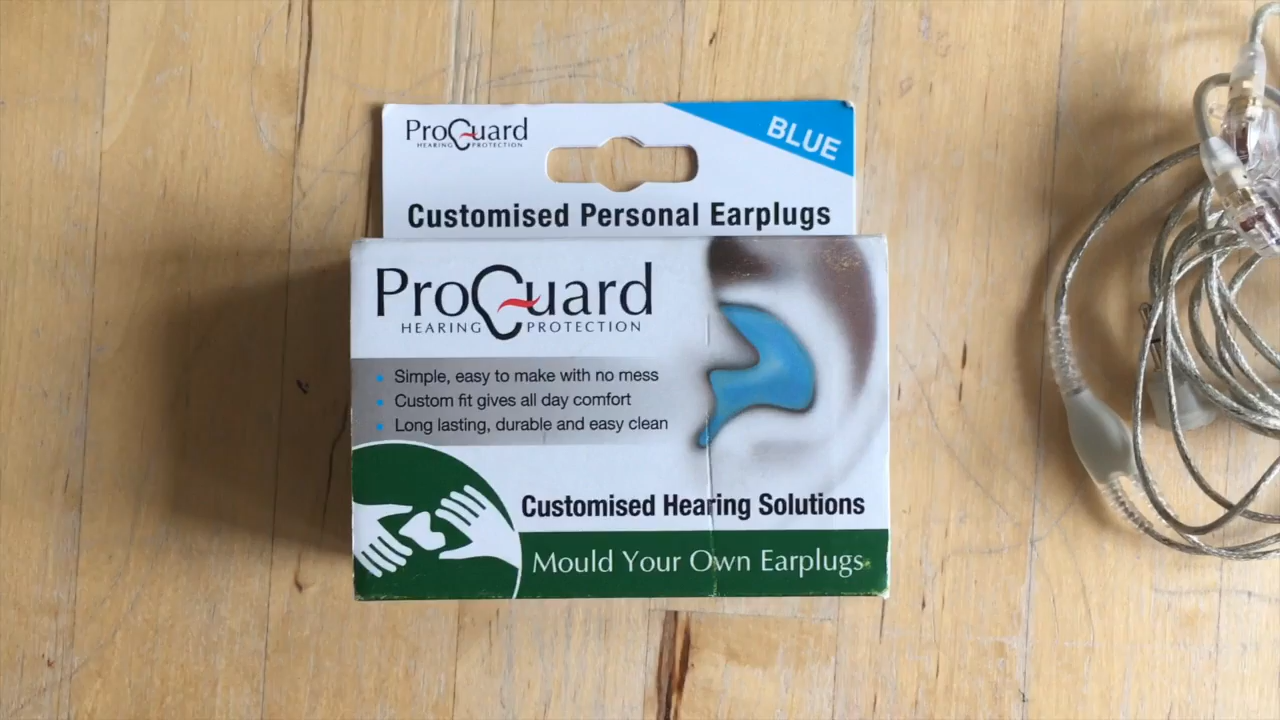 ProGuard
HEARING PROTECTION
BLUE
Customised Personal Earplugs
ProGuard
HEARING PROTECTION
• Simple, easy to make with no mess
• Custom fit gives all day comfort
• Long lasting, durable and easy clean
Customised Hearing Solutions
Mould Your Own Earplugs